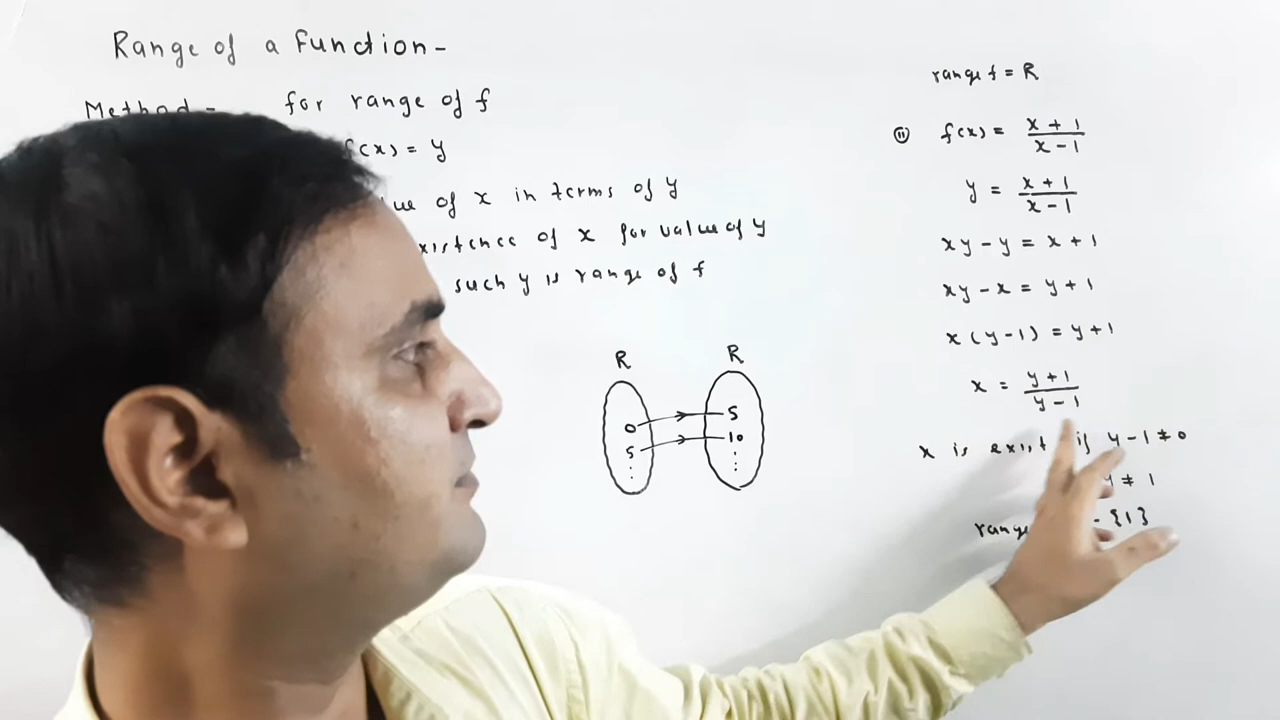 Range of a function-
Method- for range of f
f(x) = y
of x in terms of y
of x for value of y
such y is range of f
R R
0 5
5 10
range f = R
(ii) f(x) = x + 1 / x - 1
y = x + 1 / x - 1
xy - y = x + 1
xy - x = y + 1
x (y - 1) = y + 1
x = y + 1 / y - 1
x is exist if y - 1 ≠ 0
y ≠ 1
range - {1}